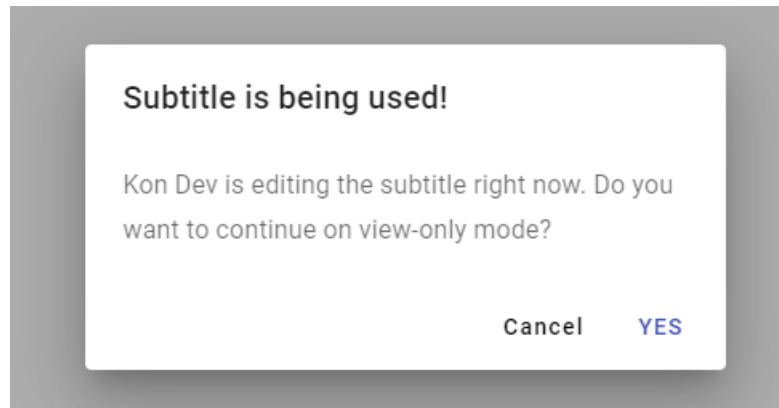 Subtitle is being used!
Kon Dev is editing the subtitle right now. Do you
want to continue on view-only mode?
Cancel YES